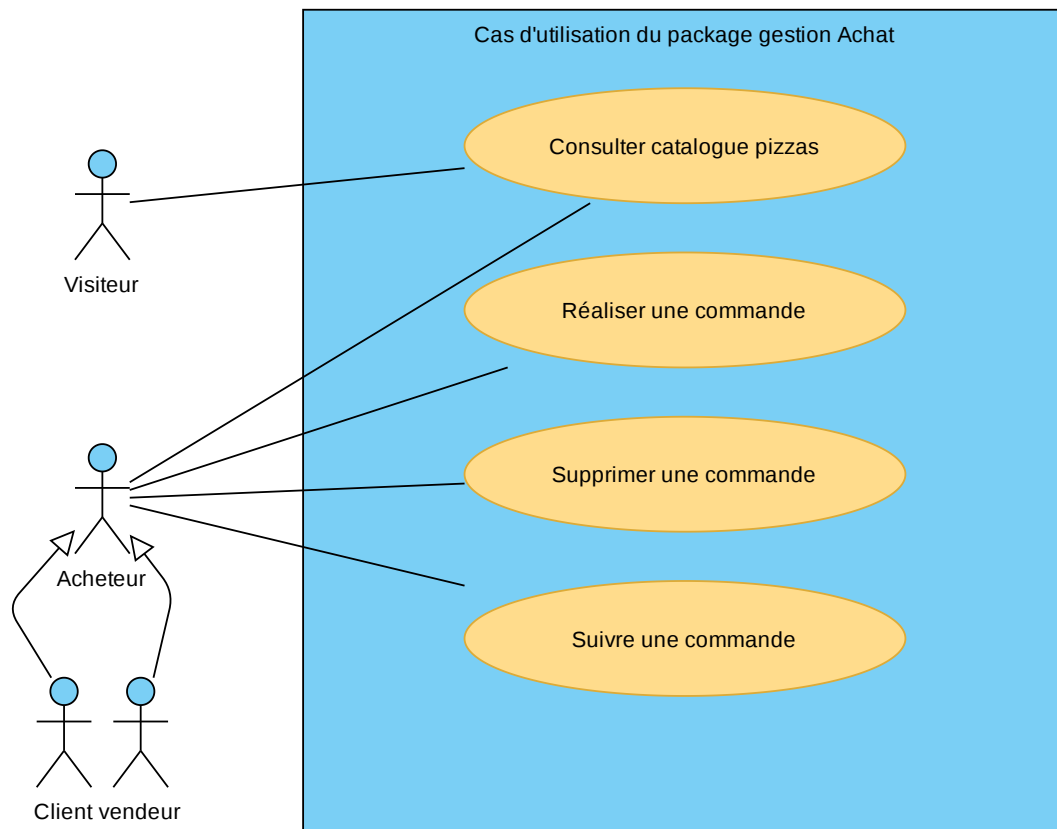 Cas d'utilisation du package gestion Achat
Consulter catalogue pizzas
Visiteur
Réaliser une commande
Supprimer une commande
Acheteur
Suivre une commande
Client vendeur